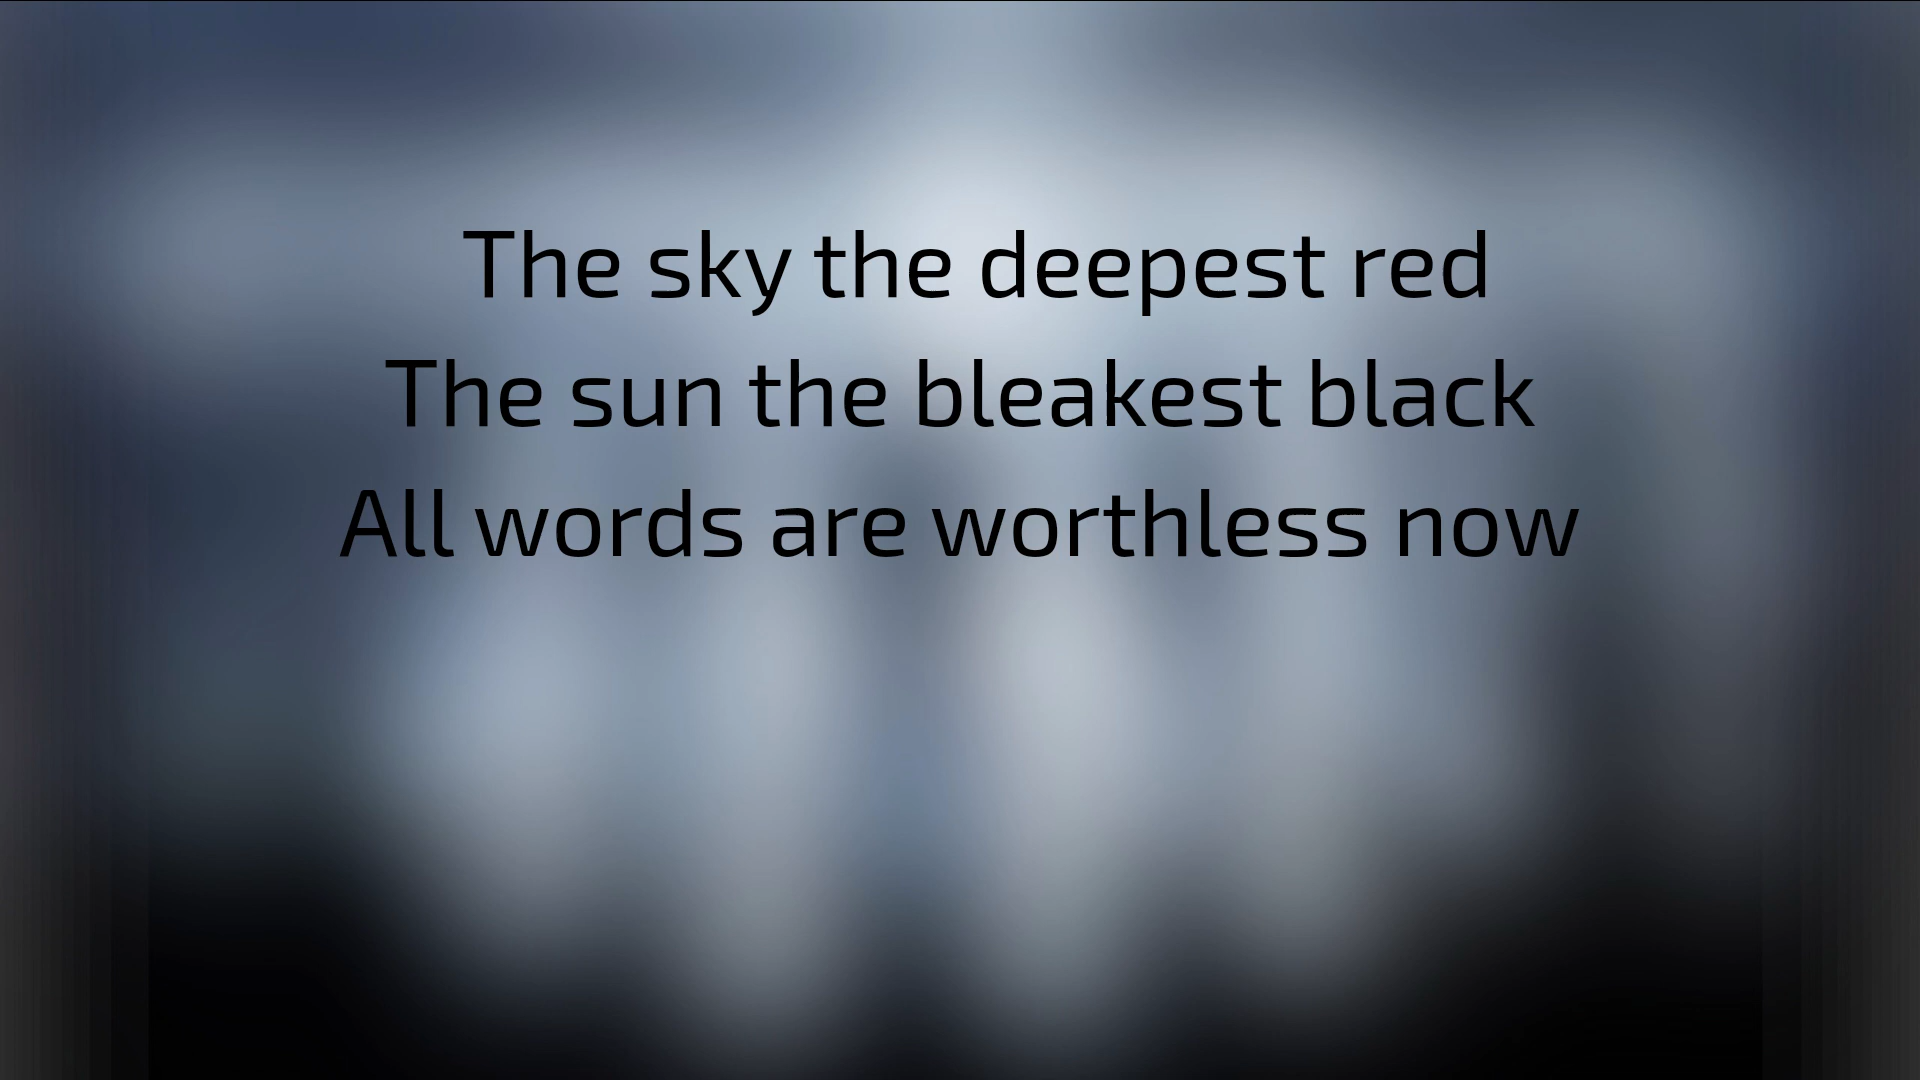 The sky the deepest red
The sun the bleakest black
All words are worthless now